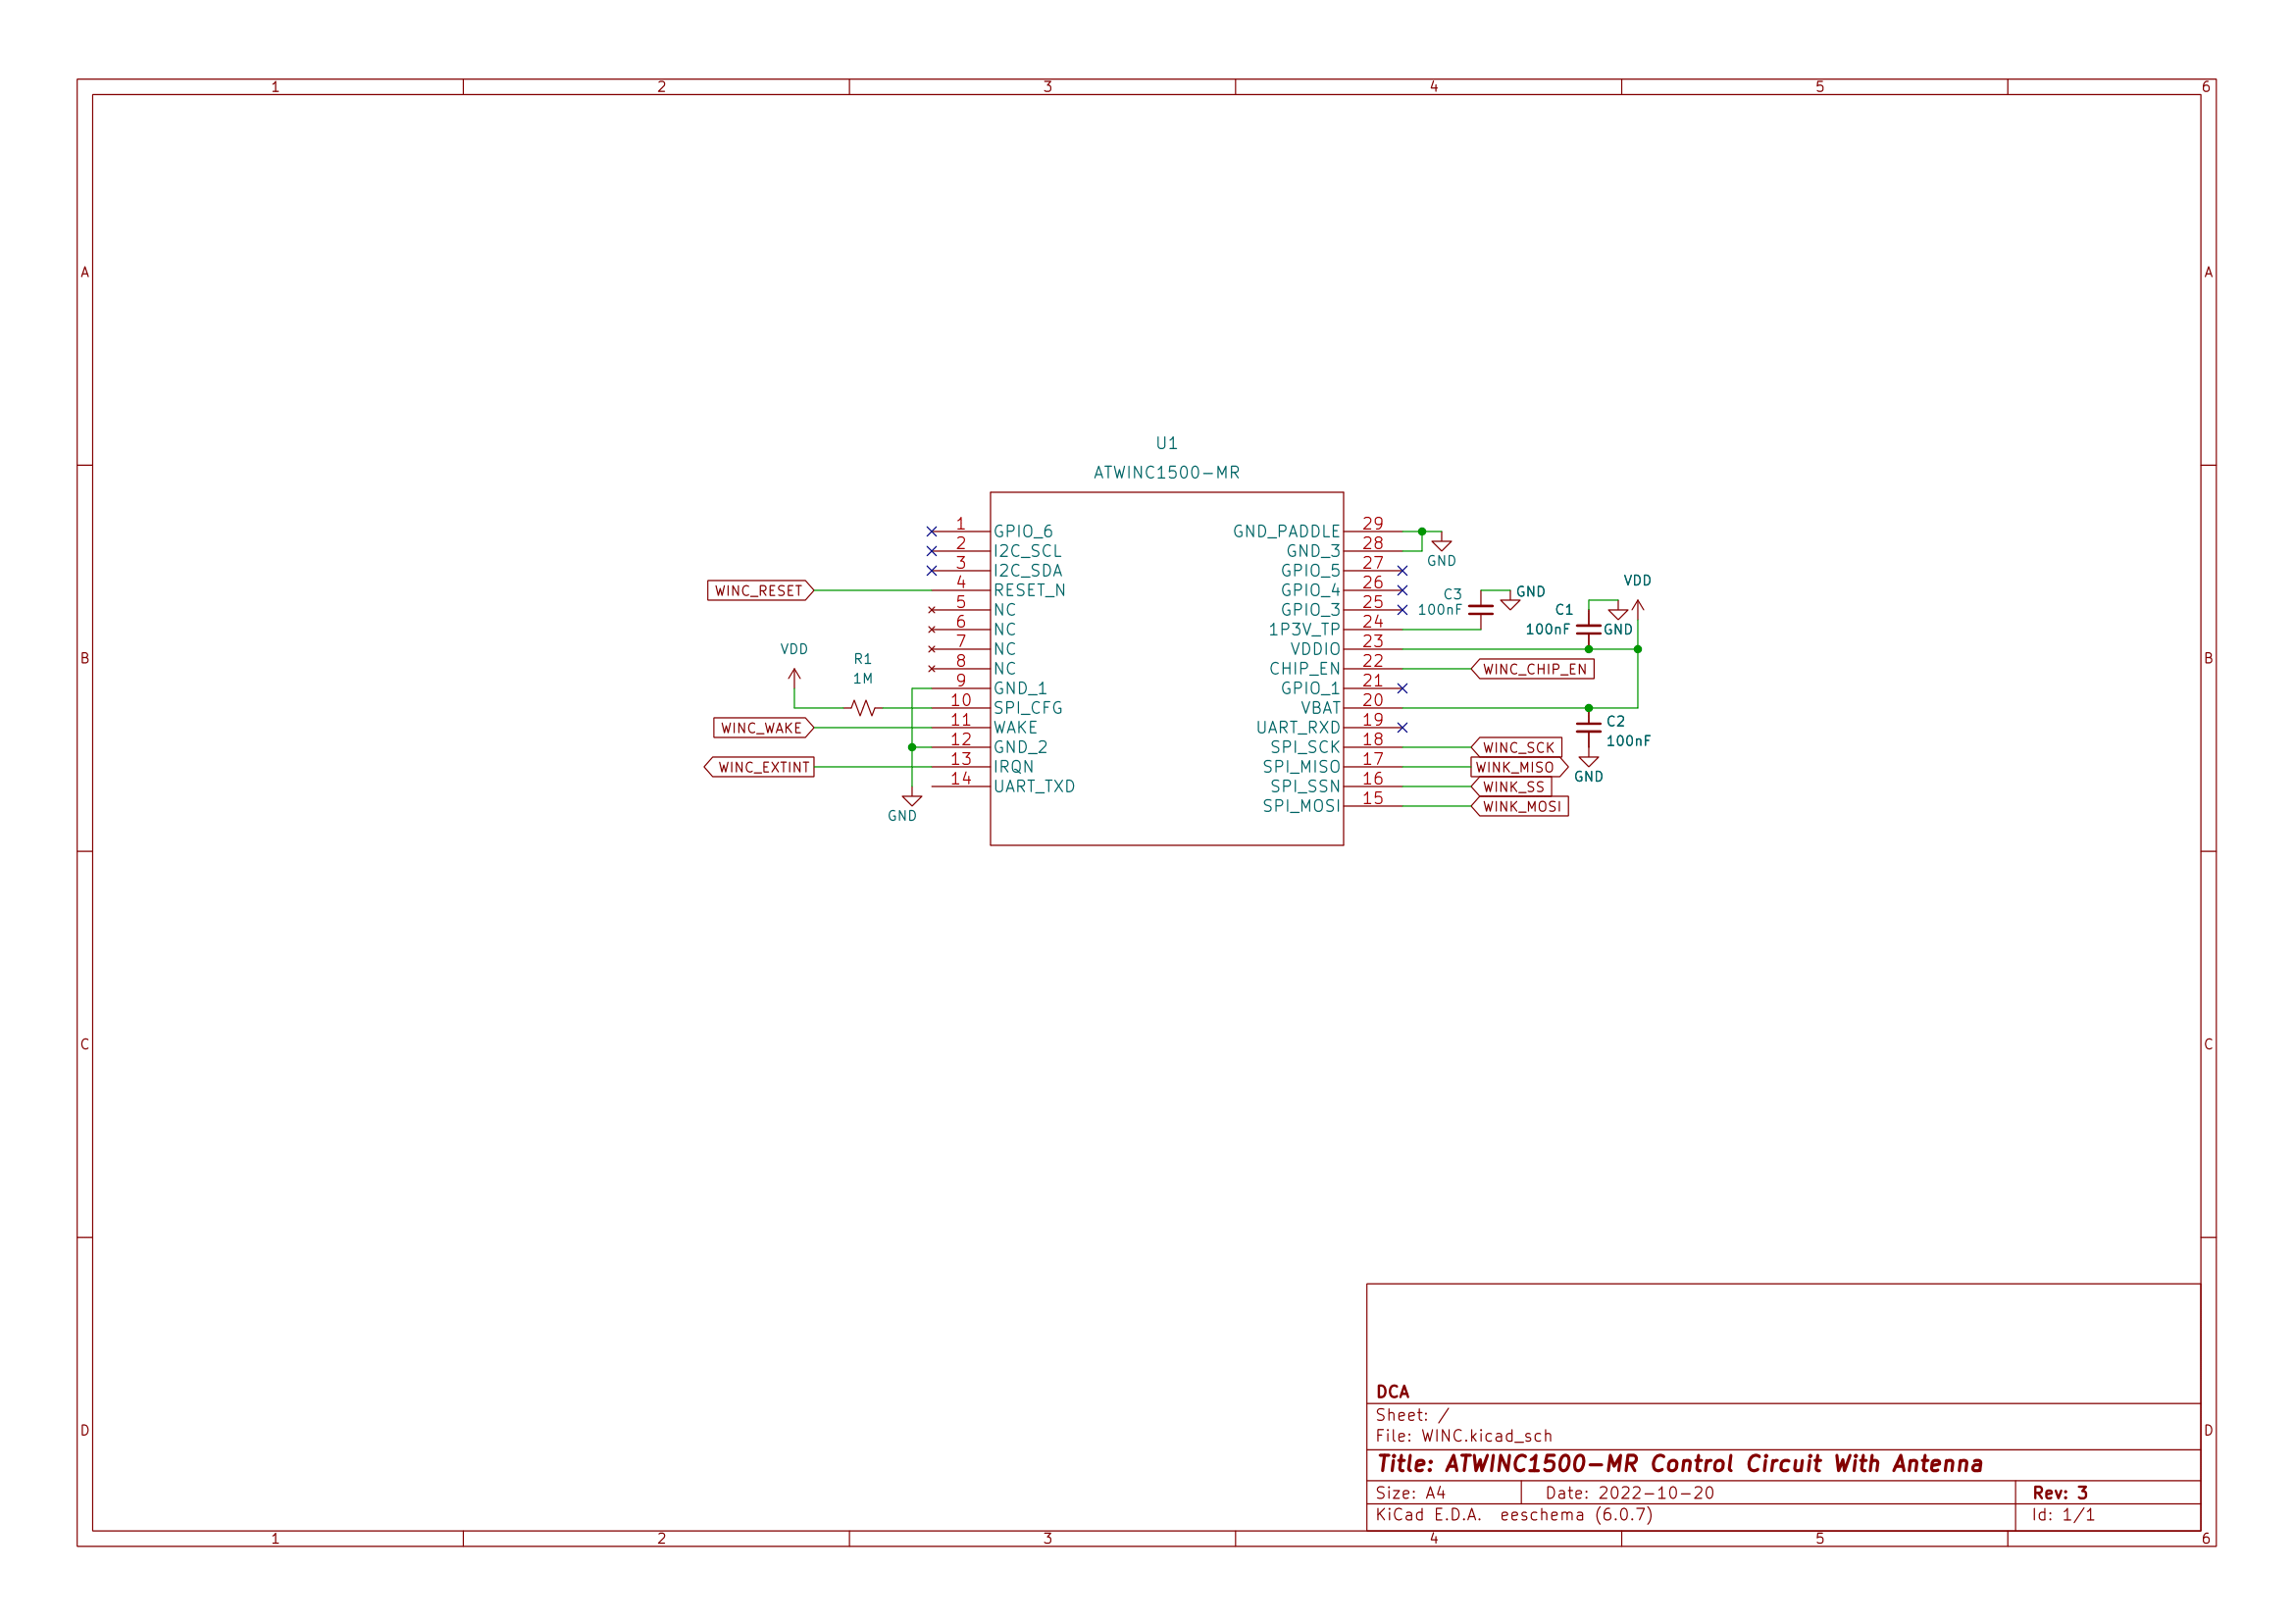 1 2 3 4 5 6
A A
U1
ATWINC1500-MR
1 GPIO_6
2 I2C_SCL
3 I2C_SDA
WINC_RESET 4 RESET_N
5 NC
6 NC
7 NC
8 NC
9 GND_1
VDD
R1
1M
10 SPI_CFG
WINC_WAKE 11 WAKE
12 GND_2
WINC_EXTINT 13 IRQN
14 UART_TXD
GND
GND_PADDLE 29
GND_3 28
GND
GPIO_5 27
GPIO_4 26
GPIO_3 25
C3
100nF
GND
1P3V_TP 24
VDDIO 23
C1
100nF
GND
VDD
CHIP_EN 22 WINC_CHIP_EN
GPIO_1 21
VBAT 20
C2
100nF
GND
UART_RXD 19
SPI_SCK 18 WINC_SCK
SPI_MISO 17 WINK_MISO
SPI_SSN 16 WINK_SS
SPI_MOSI 15 WINK_MOSI
B B
C C
D D
DCA
Sheet: /
File: WINC.kicad_sch
Title: ATWINC1500-MR Control Circuit With Antenna
Size: A4 Date: 2022-10-20 Rev: 3
KiCad E.D.A. eeschema (6.0.7) Id: 1/1
1 2 3 4 5 6